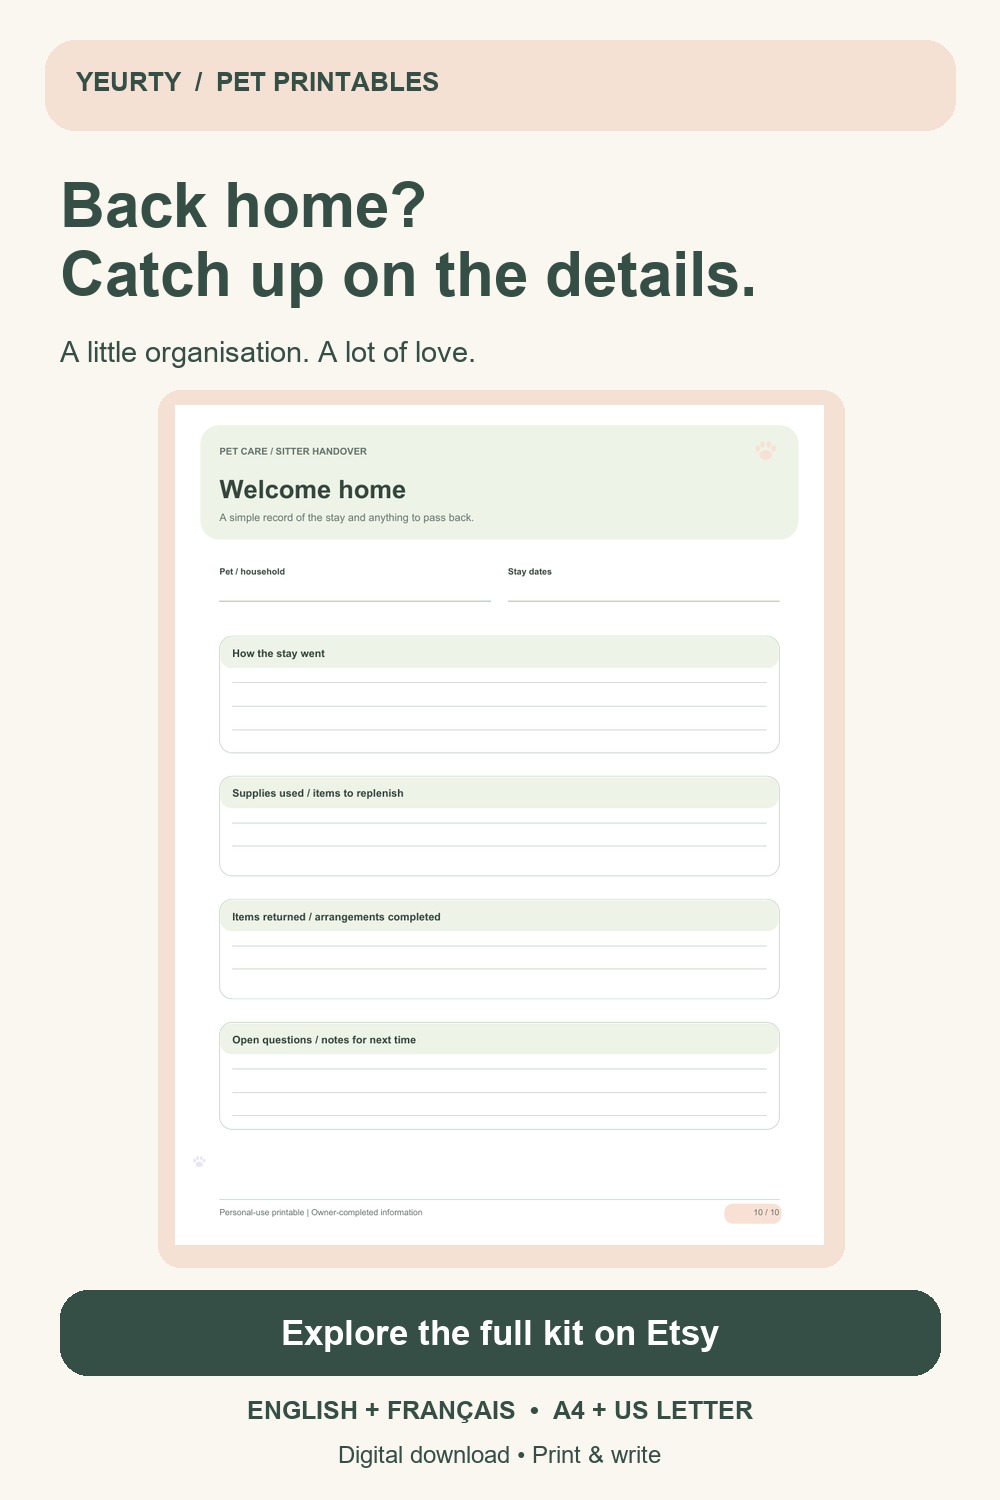 YEURTY / PET PRINTABLES
Back home?
Catch up on the details.
A little organisation. A lot of love.
PET CARE / SITTER HANDOVER
Welcome home
A simple record of the stay and anything to pass back.
Pet / household
Stay dates
How the stay went
Supplies used / items to replenish
Items returned / arrangements completed
Open questions / notes for next time
Personal-use printable | Owner-completed information
10 / 10
Explore the full kit on Etsy
ENGLISH + FRANÇAIS • A4 + US LETTER
Digital download • Print & write